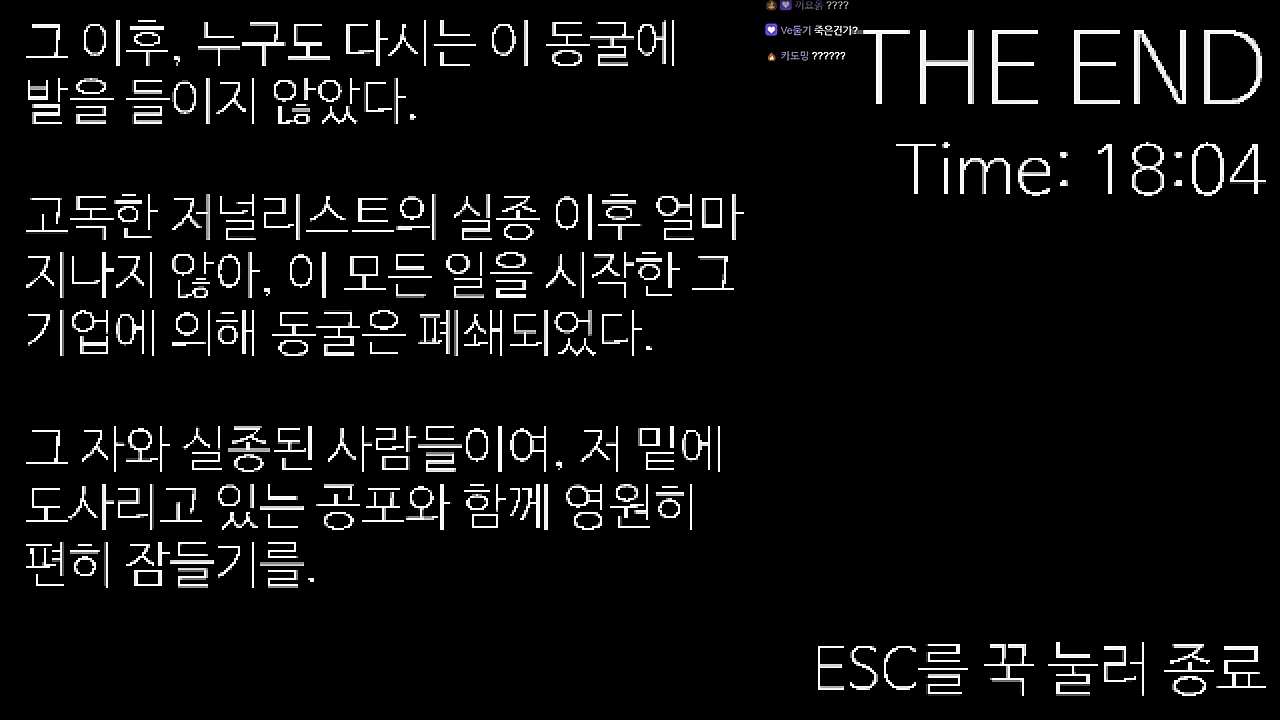 그 이후, 누구도 다시는 이 동굴에
발을 들이지 않았다.
고독한 저널리스트의 실종 이후 얼마
지나지 않아, 이 모든 일을 시작한 그
기업에 의해 동굴은 폐쇄되었다.
그 자와 실종된 사람들이여, 저 밑에
도사리고 있는 공포와 함께 영원히
편히 잠들기를.
????
Ve돌기 죽은건가?
카도밍 ??????
THE END
Time: 18:04
ESC를 꾹 눌러 종료